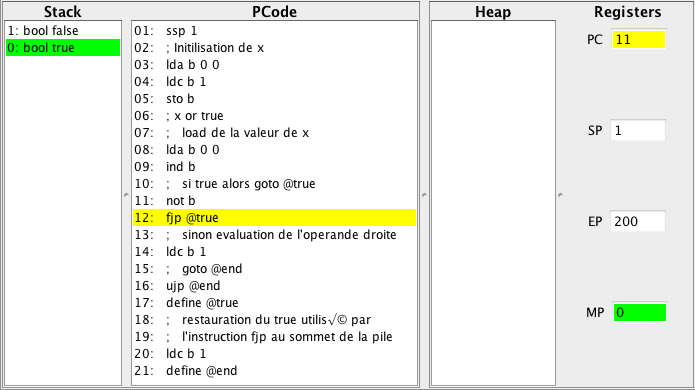 Stack
1: bool false
0: bool true
PCode
01: ssp 1
02: ; Initilisation de x
03: lda b 0 0
04: ldc b 1
05: sto b
06: ; x or true
07: ; load de la valeur de x
08: lda b 0 0
09: ind b
10: ; si true alors goto @true
11: not b
12: fjp @true
13: ; sinon evaluation de l'operande droite
14: ldc b 1
15: ; goto @end
16: ujp @end
17: define @true
18: ; restauration du true utilis√© par
19: ; l'instruction fjp au sommet de la pile
20: ldc b 1
21: define @end
Heap
Registers
PC 11
SP 1
EP 200
MP 0